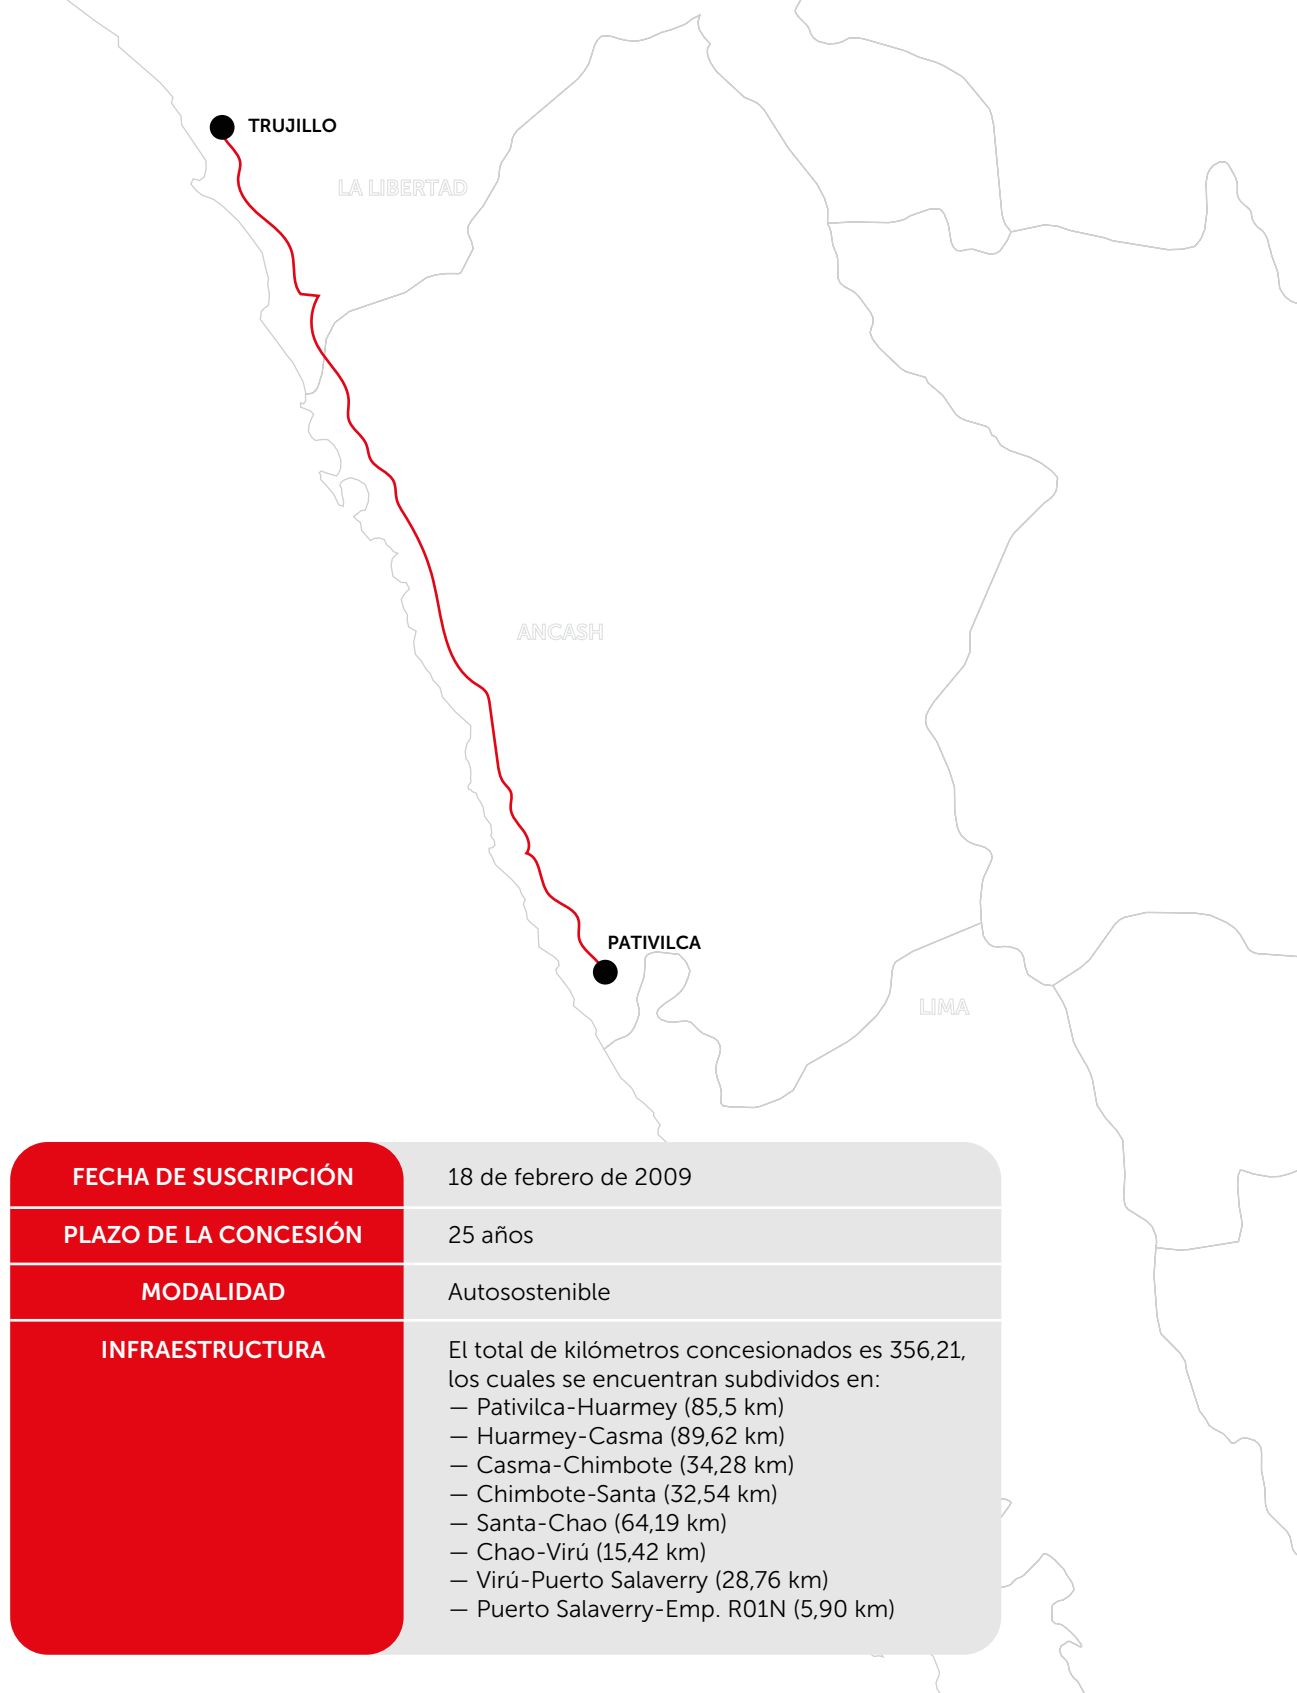 TRUJILLO
LA LIBERTAD
ANCASH
PATIVILCA
LIMA
FECHA DE SUSCRIPCIÓN
18 de febrero de 2009
PLAZO DE LA CONCESIÓN
25 años
MODALIDAD
Autosostenible
INFRAESTRUCTURA
El total de kilómetros concesionados es 356,21,
los cuales se encuentran subdividos en:
— Pativilca-Huarmey (85,5 km)
— Huarmey-Casma (89,62 km)
— Casma-Chimbote (34,28 km)
— Chimbote-Santa (32,54 km)
— Santa-Chao (64,19 km)
— Chao-Virú (15,42 km)
— Virú-Puerto Salaverry (28,76 km)
— Puerto Salaverry-Emp. R01N (5,90 km)